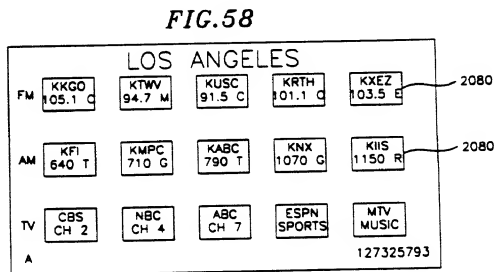 FIG.58
LOS ANGELES
FM KKGO 105.1 C KTWV 94.7 M KUSC 91.5 C KRTH 101.1 O KXEZ 103.5 E 2080
AM KFI 640 T KMPC 710 G KABC 790 T KNX 1070 G KIIS 1150 R 2080
TV CBS CH 2 NBC CH 4 ABC CH 7 ESPN SPORTS MTV MUSIC
A 127325793